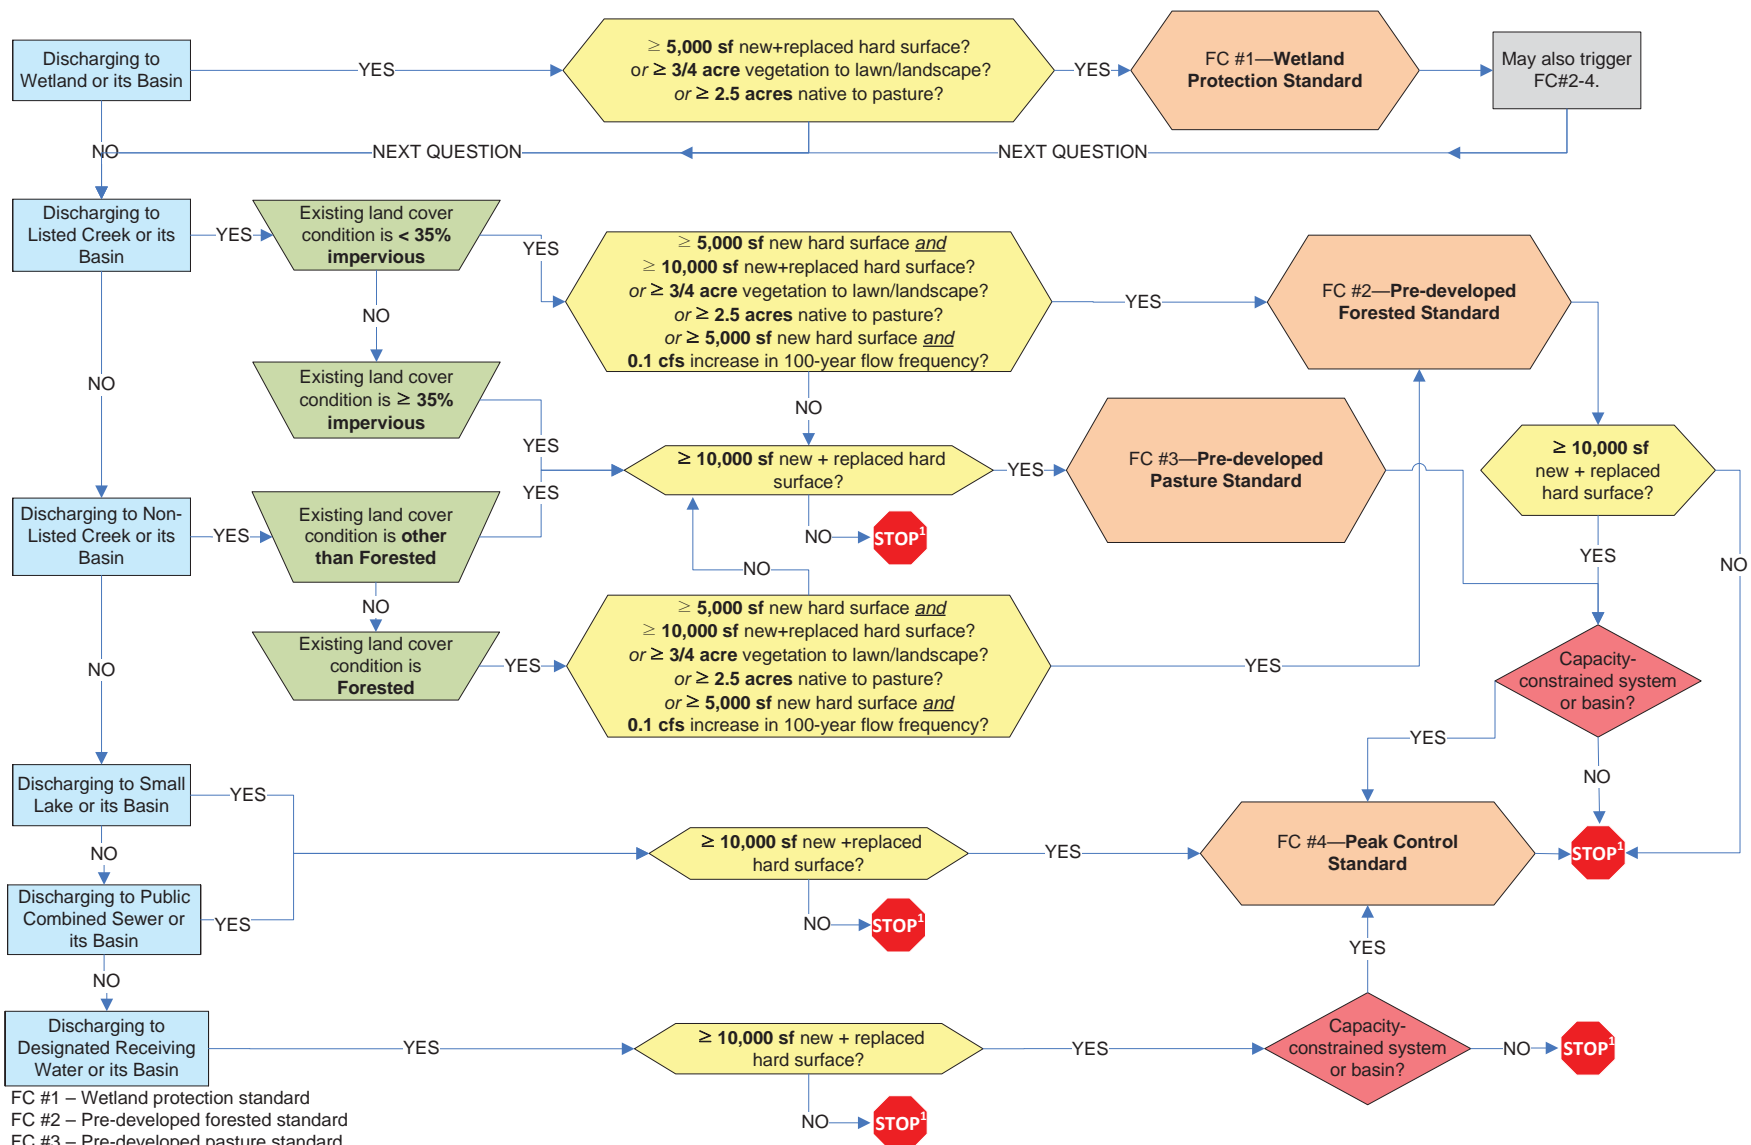 Discharging to
Wetland or its Basin
YES
≥ 5,000 sf new+replaced hard surface?
or ≥ 3/4 acre vegetation to lawn/landscape?
or ≥ 2.5 acres native to pasture?
YES
FC #1—Wetland
Protection Standard
May also trigger
FC#2-4.
NO
NEXT QUESTION
NEXT QUESTION
Discharging to
Listed Creek or its
Basin
YES
Existing land cover
condition is < 35%
impervious
YES
≥ 5,000 sf new hard surface and
≥ 10,000 sf new+replaced hard surface?
or ≥ 3/4 acre vegetation to lawn/landscape?
or ≥ 2.5 acres native to pasture?
or ≥ 5,000 sf new hard surface and
0.1 cfs increase in 100-year flow frequency?
YES
FC #2—Pre-developed
Forested Standard
NO
NO
Existing land cover
condition is ≥ 35%
impervious
YES
NO
≥ 10,000 sf new + replaced hard
surface?
YES
FC #3—Pre-developed
Pasture Standard
≥ 10,000 sf
new + replaced
hard surface?
YES
NO
NO
STOP1
Discharging to Non-
Listed Creek or its
Basin
YES
Existing land cover
condition is other
than Forested
YES
NO
NO
Existing land cover
condition is
Forested
YES
≥ 5,000 sf new hard surface and
≥ 10,000 sf new+replaced hard surface?
or ≥ 3/4 acre vegetation to lawn/landscape?
or ≥ 2.5 acres native to pasture?
or ≥ 5,000 sf new hard surface and
0.1 cfs increase in 100-year flow frequency?
YES
Capacity-
constrained system
or basin?
YES
NO
STOP1
NO
Discharging to Small
Lake or its Basin
YES
NO
≥ 10,000 sf new +replaced
hard surface?
YES
FC #4—Peak Control
Standard
NO
STOP1
Discharging to Public
Combined Sewer or
its Basin
YES
NO
YES
Discharging to
Designated Receiving
Water or its Basin
YES
≥ 10,000 sf new + replaced
hard surface?
YES
Capacity-
constrained system
or basin?
NO
STOP1
NO
STOP1
FC #1 – Wetland protection standard
FC #2 – Pre-developed forested standard
FC #3 – Pre-developed pasture standard